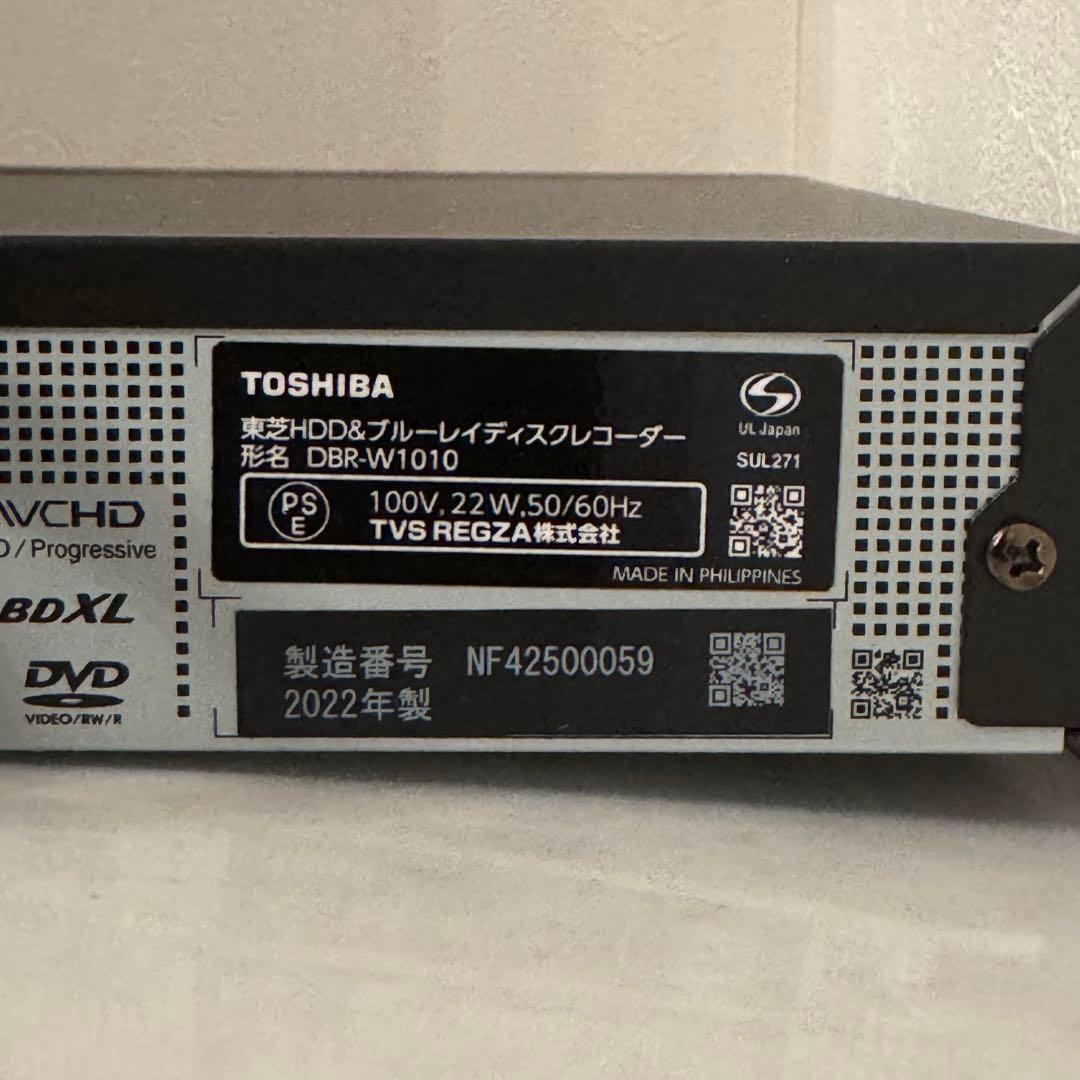 TOSHIBA
東芝HDD&ブルーレイディスクレコーダー
形名 DBR-W1010
PS
E
100V, 22W, 50/60Hz
TVS REGZA株式会社
UL Japan
SUL271
MADE IN PHILIPPINES
AVCHD
/Progressive
BDXL
DVD
VIDEO/RW/R
製造番号 NF42500059
2022年製